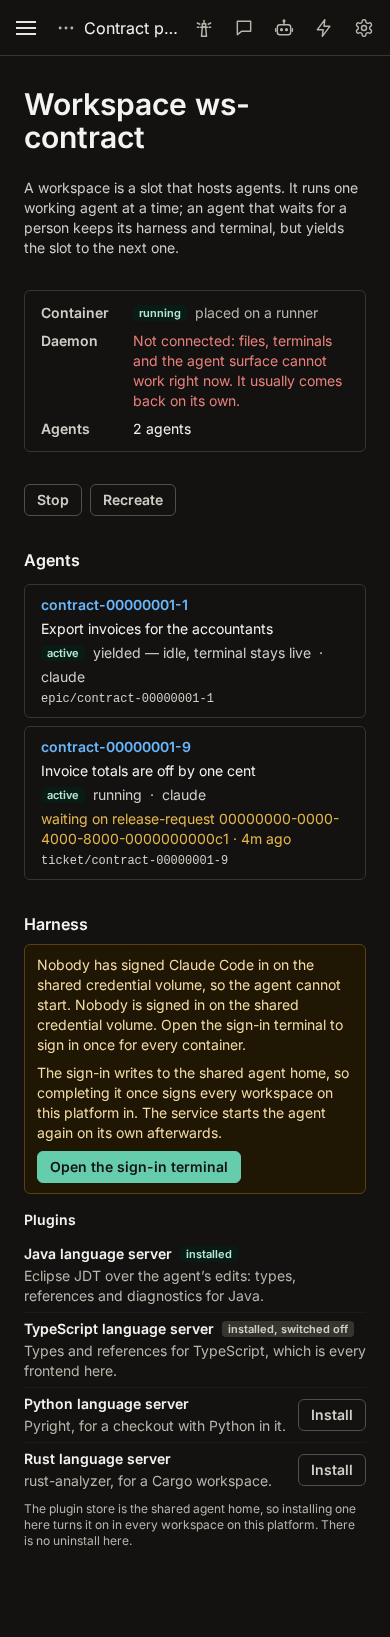 Contract p...
Workspace ws-
contract
A workspace is a slot that hosts agents. It runs one
working agent at a time; an agent that waits for a
person keeps its harness and terminal, but yields
the slot to the next one.
Container running placed on a runner
Daemon Not connected: files, terminals
and the agent surface cannot
work right now. It usually comes
back on its own.
Agents 2 agents
Stop Recreate
Agents
contract-00000001-1
Export invoices for the accountants
active yielded — idle, terminal stays live ·
claude
epic/contract-00000001-1
contract-00000001-9
Invoice totals are off by one cent
active running · claude
waiting on release-request 00000000-0000-
4000-8000-0000000000c1 · 4m ago
ticket/contract-00000001-9
Harness
Nobody has signed Claude Code in on the
shared credential volume, so the agent cannot
start. Nobody is signed in on the shared
credential volume. Open the sign-in terminal to
sign in once for every container.
The sign-in writes to the shared agent home, so
completing it once signs every workspace on
this platform in. The service starts the agent
again on its own afterwards.
Open the sign-in terminal
Plugins
Java language server installed
Eclipse JDT over the agent's edits: types,
references and diagnostics for Java.
TypeScript language server installed, switched off
Types and references for TypeScript, which is every
frontend here.
Python language server
Pyright, for a checkout with Python in it.
Install
Rust language server
rust-analyzer, for a Cargo workspace.
Install
The plugin store is the shared agent home, so installing one
here turns it on in every workspace on this platform. There
is no uninstall here.